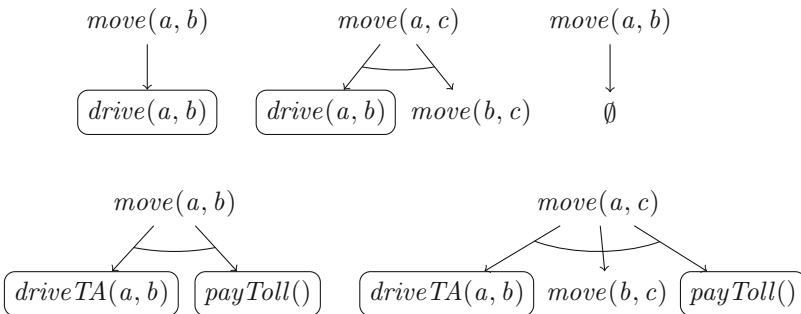 move(a, b) move(a, c) move(a, b)
drive(a, b) drive(a, b) move(b, c) ∅
move(a, b) move(a, c)
driveTA(a, b) payToll() driveTA(a, b) move(b, c) payToll()